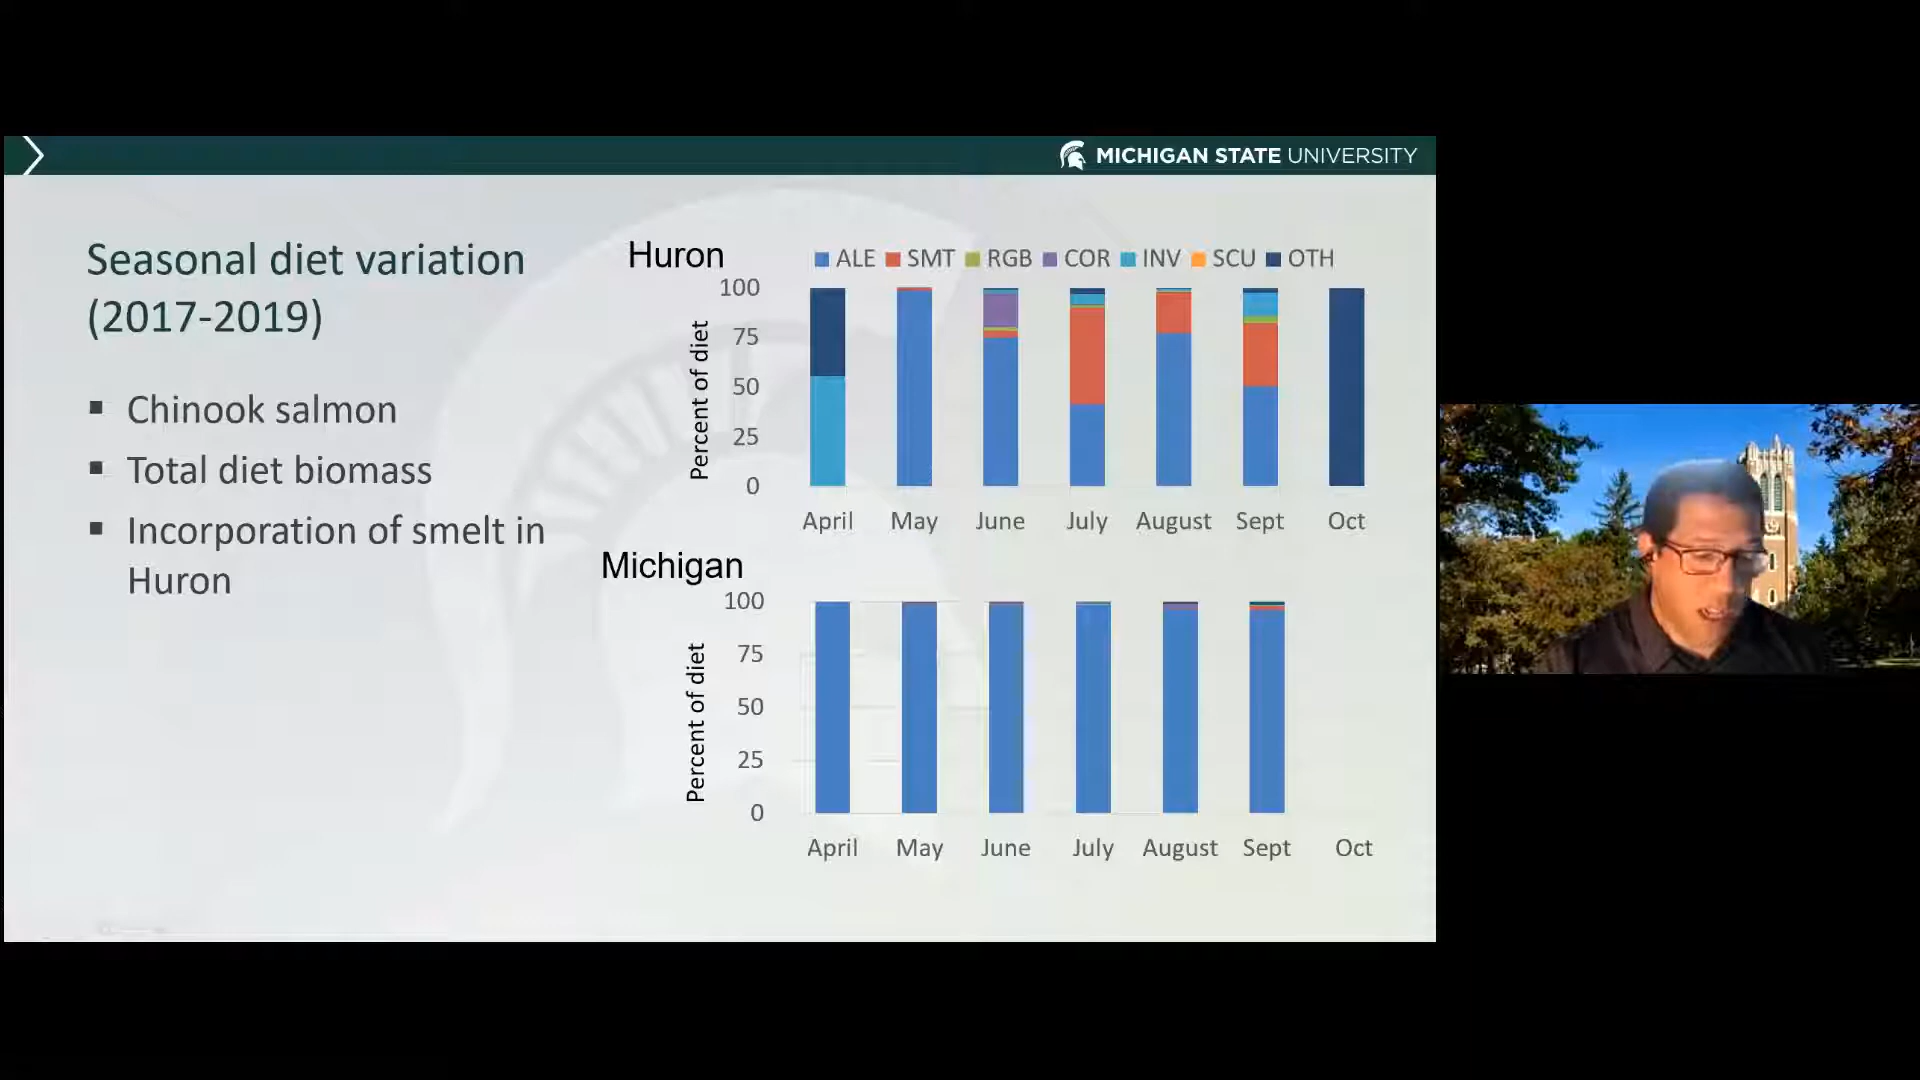 MICHIGAN STATE UNIVERSITY
Seasonal diet variation
(2017-2019)
▪ Chinook salmon
▪ Total diet biomass
▪ Incorporation of smelt in
Huron
Huron
ALE SMT RGB COR INV SCU OTH
Percent of diet
100
75
50
25
0
April May June July August Sept Oct
Michigan
Percent of diet
100
75
50
25
0
April May June July August Sept Oct